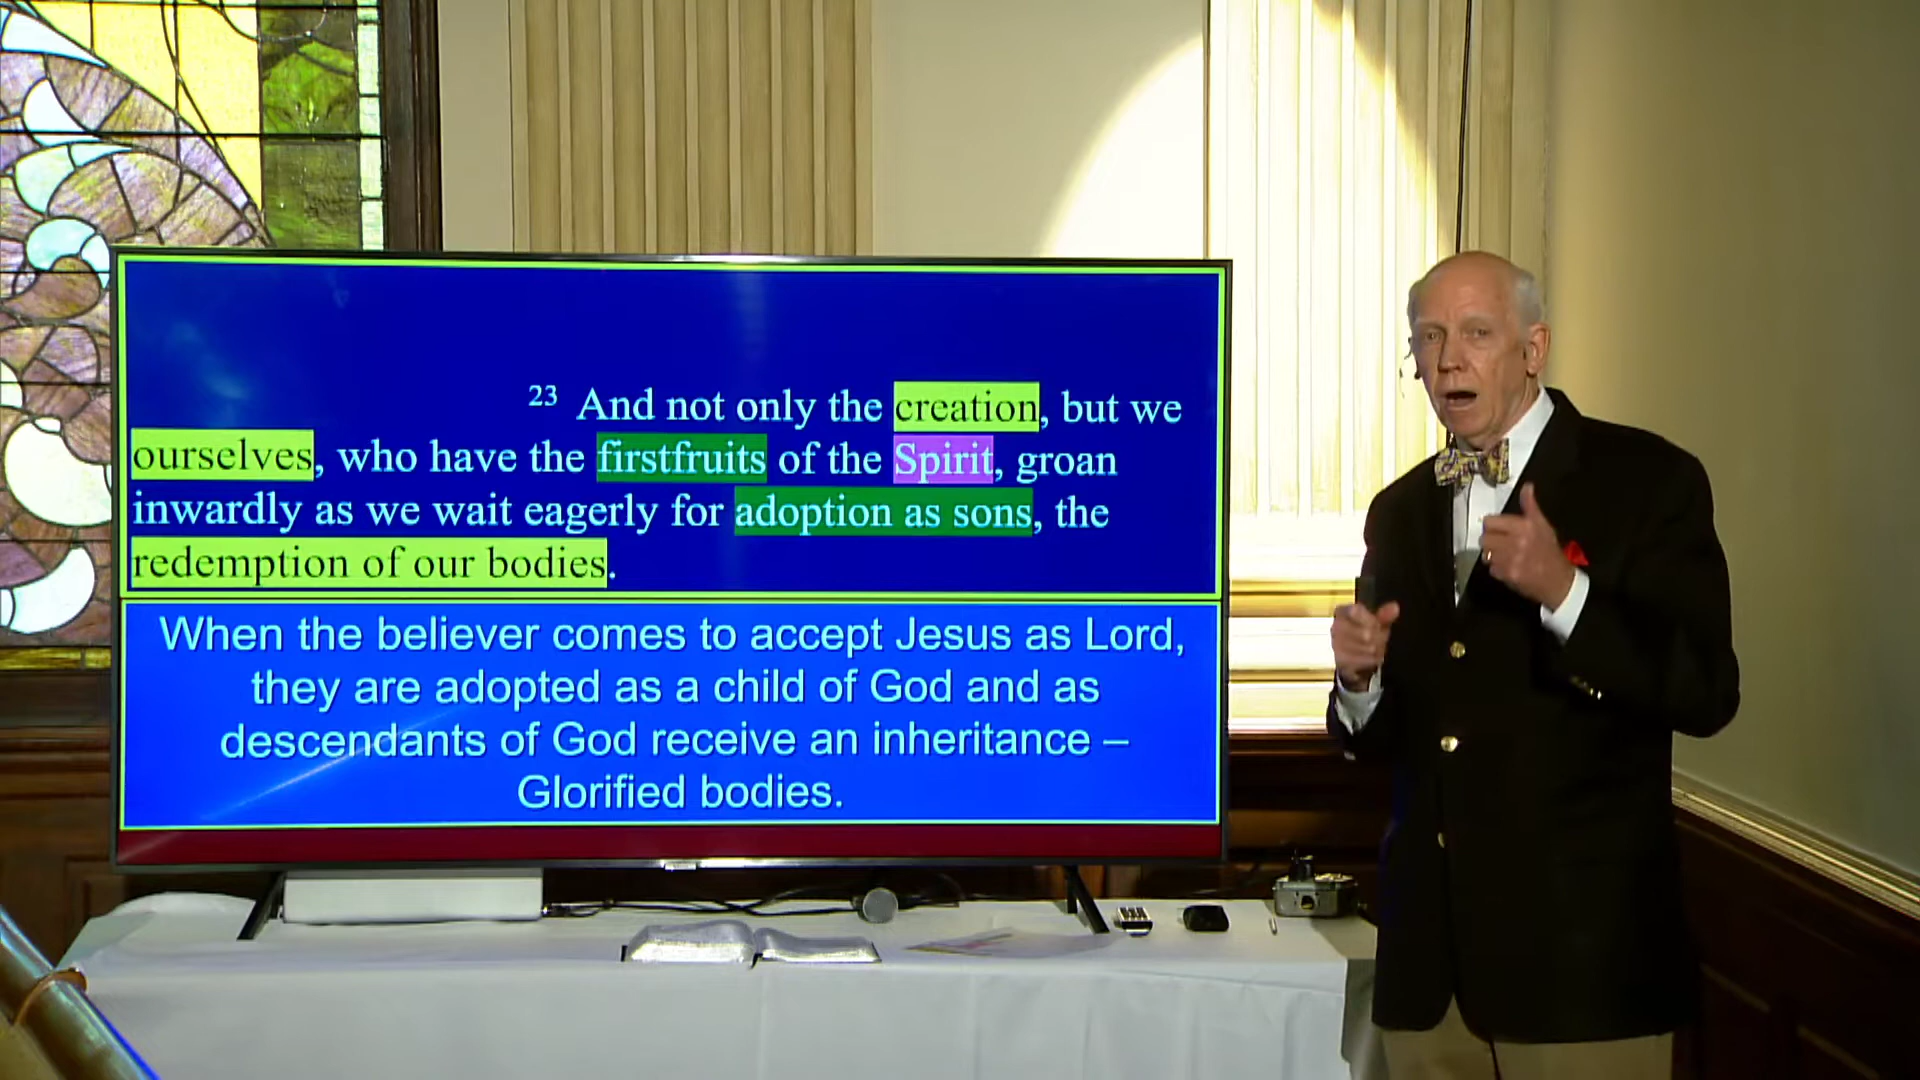 23 And not only the creation, but we
ourselves, who have the firstfruits of the Spirit, groan
inwardly as we wait eagerly for adoption as sons, the
redemption of our bodies.
When the believer comes to accept Jesus as Lord,
they are adopted as a child of God and as
descendants of God receive an inheritance –
Glorified bodies.